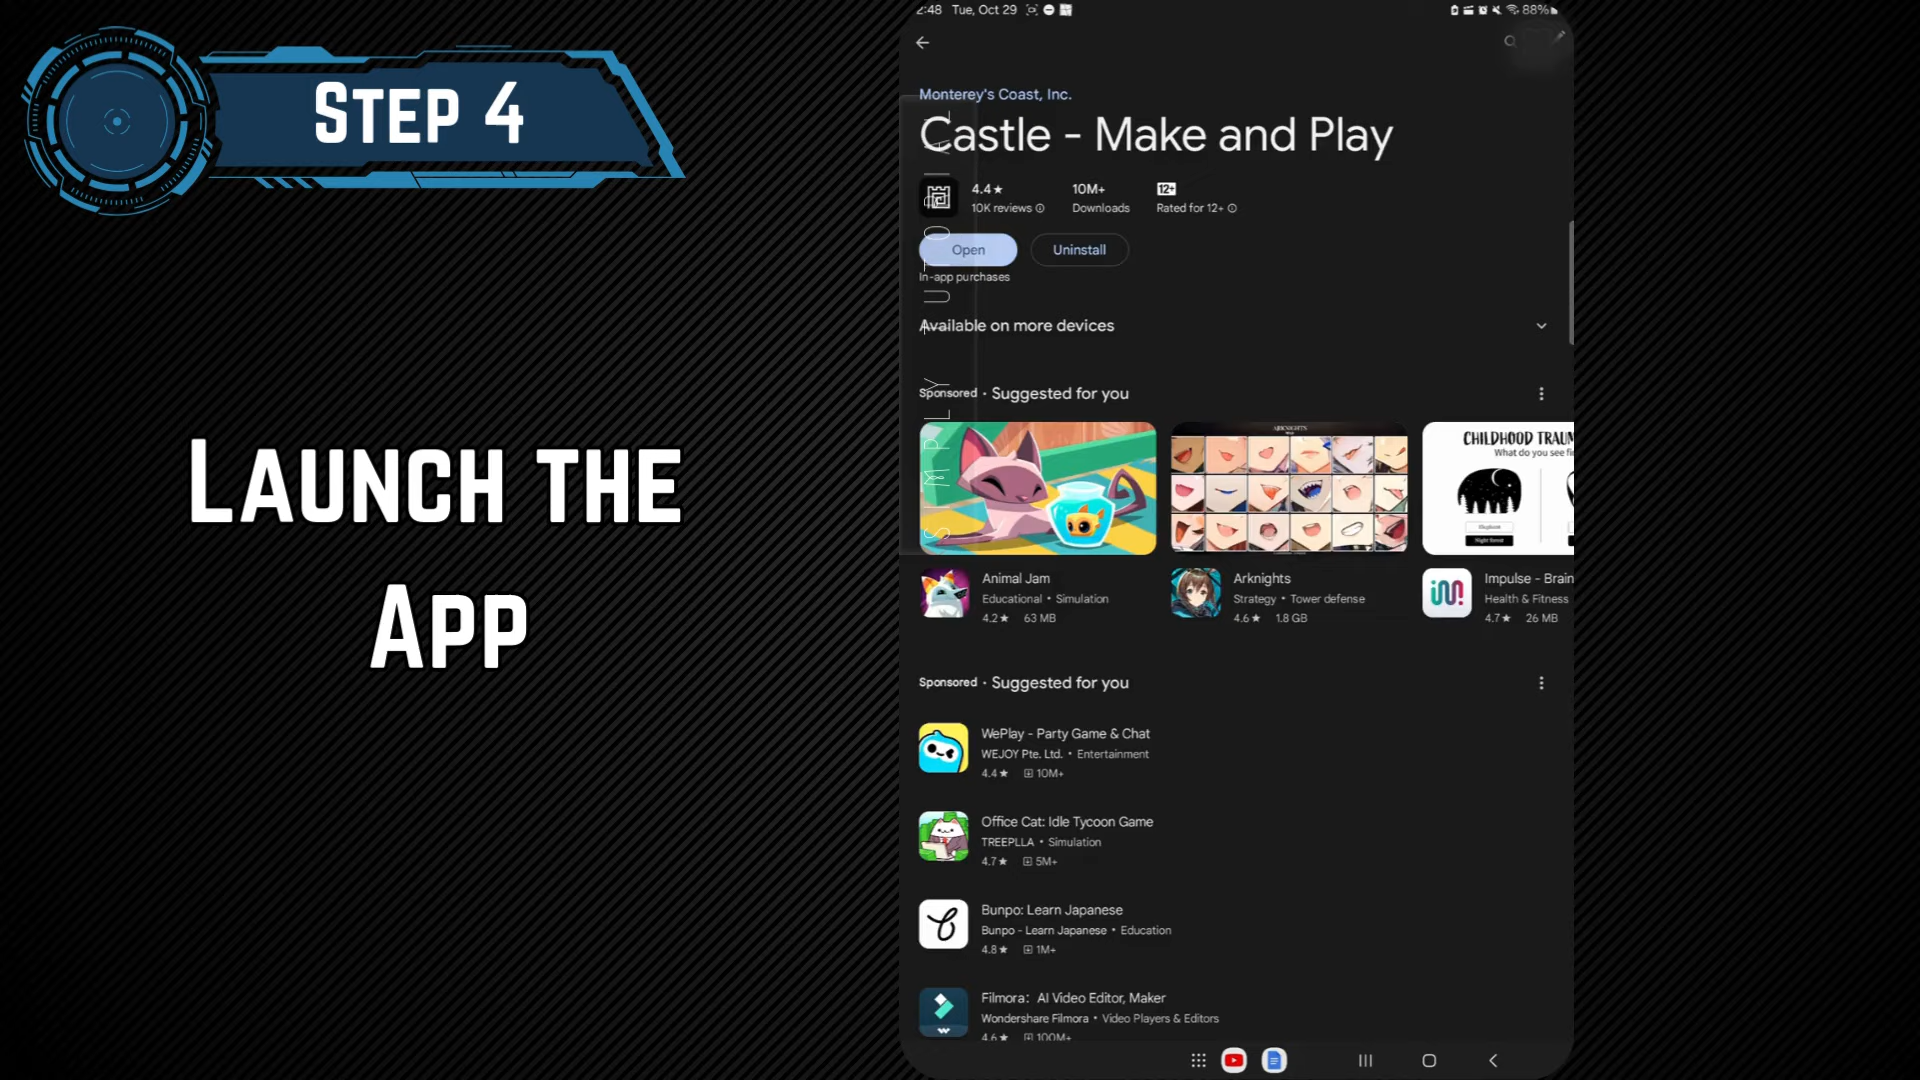 STEP 4
LAUNCH THE
APP
2:48 Tue, Oct 29
88%
Monterey's Coast, Inc.
Castle - Make and Play
4.4★
10K reviews
10M+
Downloads
12+
Rated for 12+
Open
Uninstall
In-app purchases
Available on more devices
Sponsored · Suggested for you
ARKNIGHTS
CHILDHOOD TRAUM
What do you see fi
Elephant
Night forest
Animal Jam
Educational • Simulation
4.2★ 63 MB
Arknights
Strategy • Tower defense
4.6★ 1.8 GB
Impulse - Brain
Health & Fitness
4.7★ 26 MB
Sponsored · Suggested for you
WePlay - Party Game & Chat
WEJOY Pte. Ltd. • Entertainment
4.4★ 10M+
Office Cat: Idle Tycoon Game
TREEPLLA • Simulation
4.7★ 5M+
Bunpo: Learn Japanese
Bunpo - Learn Japanese • Education
4.8★ 1M+
Filmora: AI Video Editor, Maker
Wondershare Filmora • Video Players & Editors
4.6★ 100M+